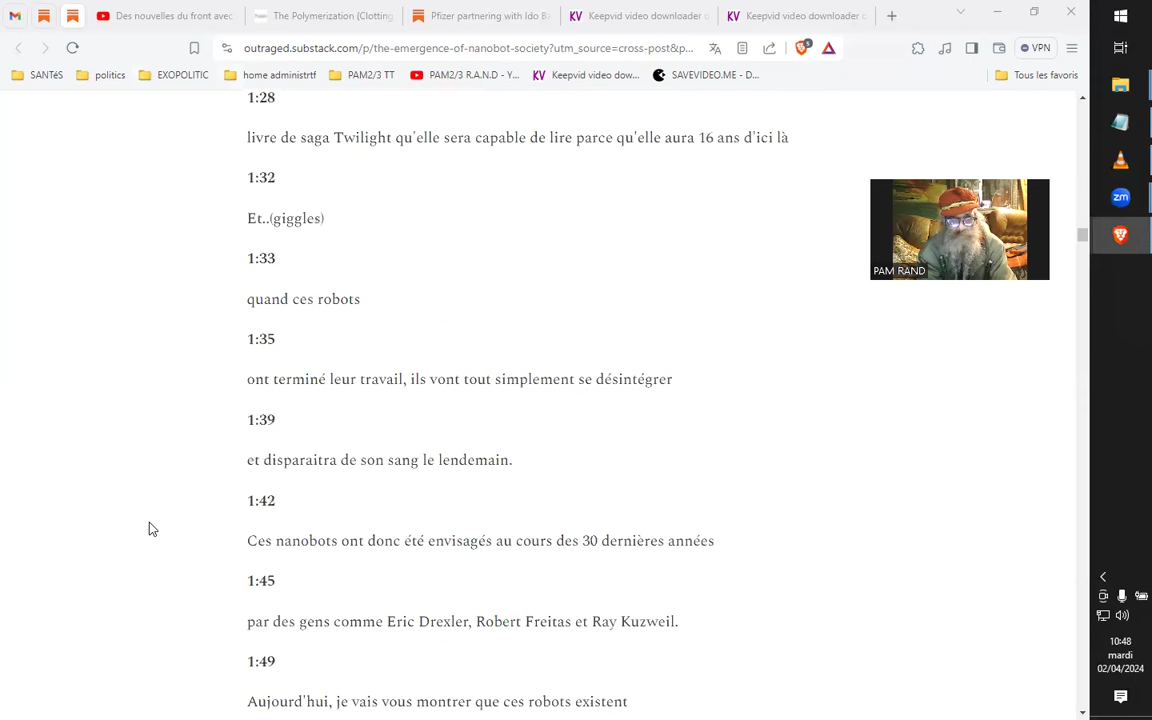 Des nouvelles du front avec
The Polymerization (Clotting
Pfizer partnering with Ido Ba
Keepvid video downloader o
Keepvid video downloader o
outraged.substack.com/p/the-emergence-of-nanobot-society?utm_source=cross-post&p...
5
VPN
SANTéS
politics
EXOPOLITIC
home administrtf
PAM2/3 TT
PAM2/3 R.A.N.D - Y...
Keepvid video dow...
SAVEVIDEO.ME - D...
Tous les favoris
1:28
livre de saga Twilight qu'elle sera capable de lire parce qu'elle aura 16 ans d'ici là
1:32
Et..(giggles)
1:33
quand ces robots
1:35
ont terminé leur travail, ils vont tout simplement se désintégrer
1:39
et disparaitra de son sang le lendemain.
1:42
Ces nanobots ont donc été envisagés au cours des 30 dernières années
1:45
par des gens comme Eric Drexler, Robert Freitas et Ray Kuzweil.
1:49
Aujourd'hui, je vais vous montrer que ces robots existent
PAM RAND
zm
10:48
mardi
02/04/2024